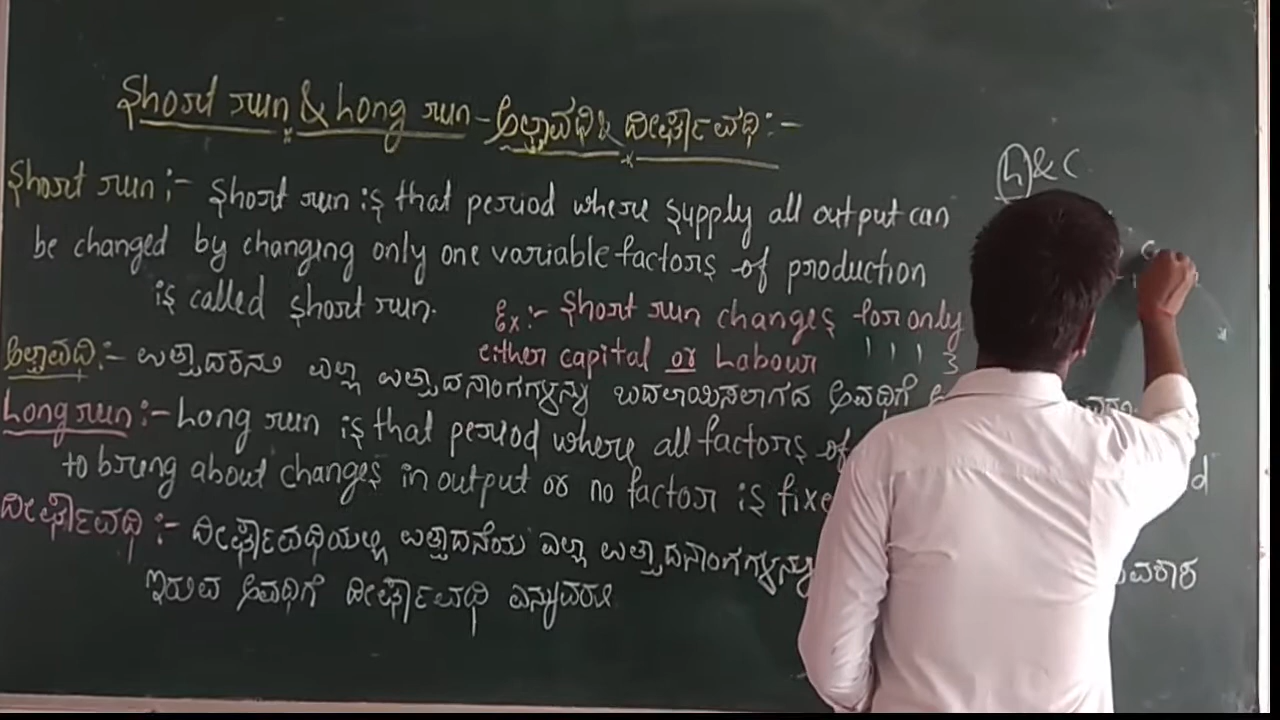 Short run & Long run - ಅಲ್ಪಾವಧಿ & ದೀರ್ಘಾವಧಿ :-
L & C
Short run :- Short run is that period where supply all output can
be changed by changing only one variable factors of production
is called short run.
Ex:- Short run changes for only
either capital or Labour
ಅಲ್ಪಾವಧಿ :- ಉತ್ಪಾದಕನು ಎಲ್ಲಾ ಉತ್ಪಾದನಾಂಗಗಳನ್ನು ಬದಲಾಯಿಸಲಾಗದ ಅವಧಿಗೆ
Long run :- Long run is that period where all factors of
to bring about changes in output or no factor is fixe
ದೀರ್ಘಾವಧಿ :- ದೀರ್ಘಾವಧಿಯಲ್ಲಿ ಉತ್ಪಾದನೆಯ ಎಲ್ಲಾ ಉತ್ಪಾದನಾಂಗಗಳನ್ನು
ಇರುವ ಅವಧಿಗೆ ದೀರ್ಘಾವಧಿ ಎನ್ನುವರು